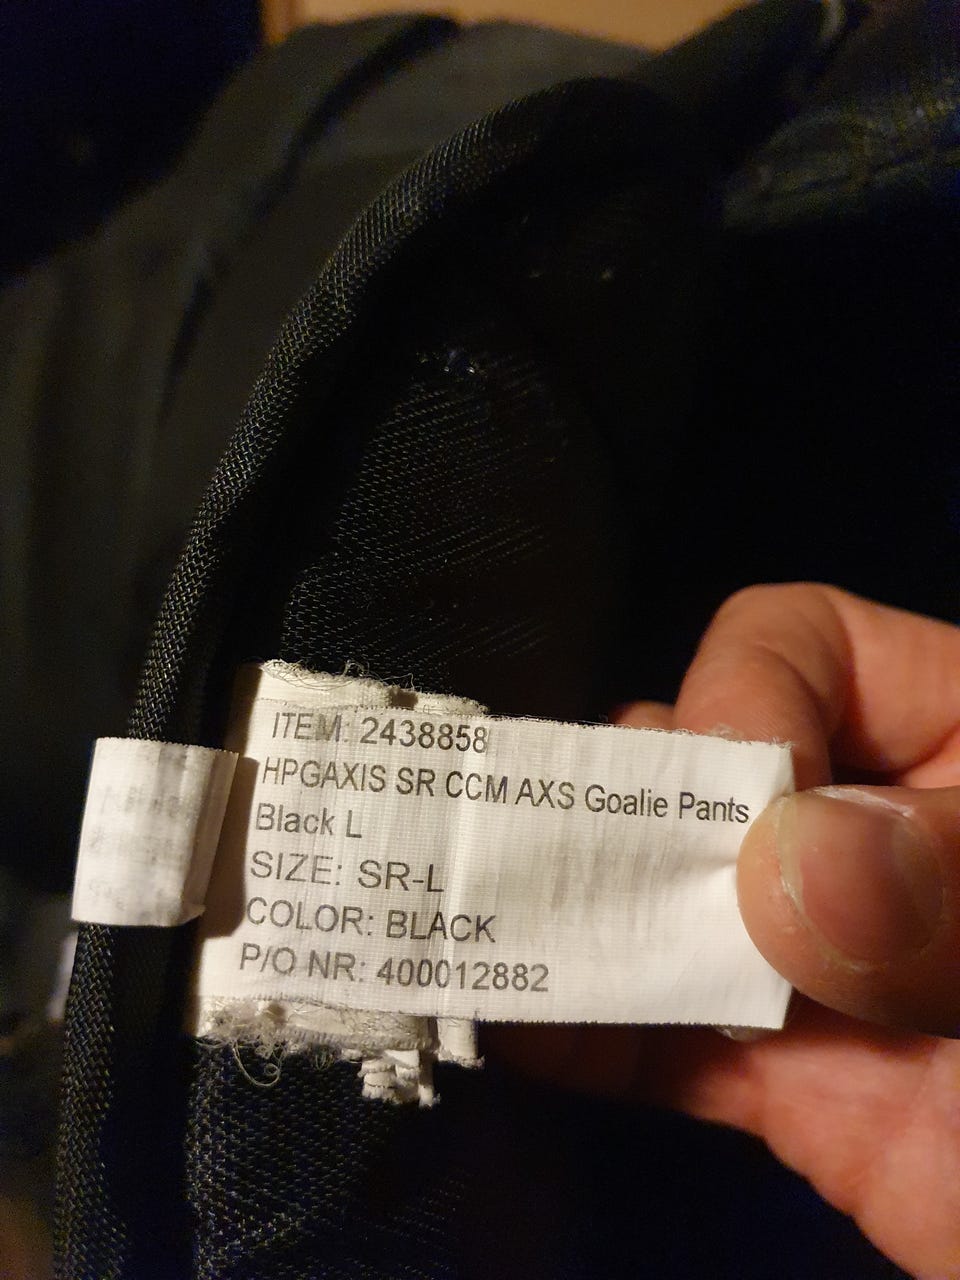 ITEM: 2438858
HPGAXIS SR CCM AXS Goalie Pants
Black L
SIZE: SR-L
COLOR: BLACK
P/O NR: 400012882